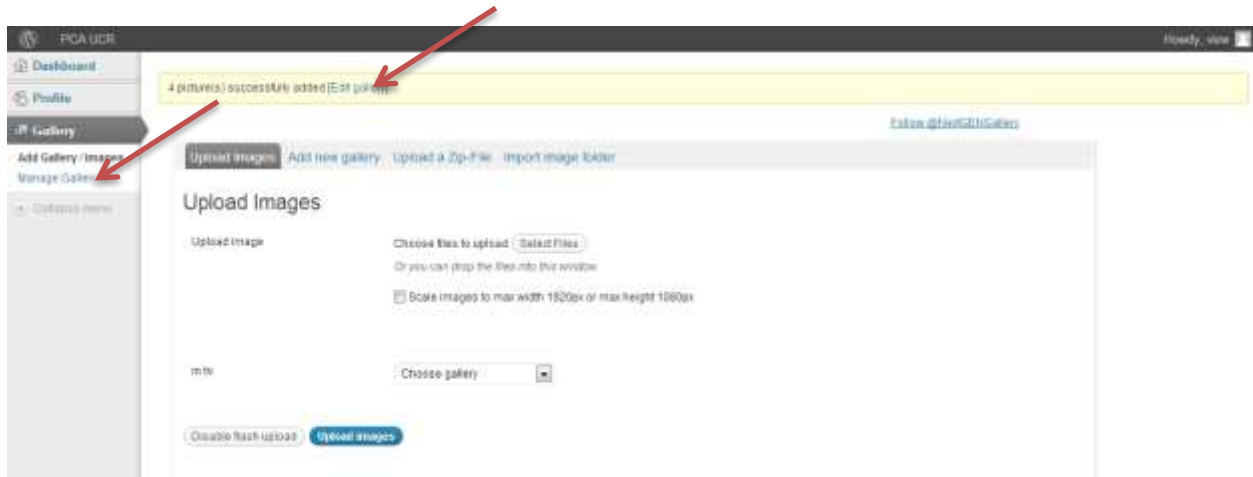 PCA UCR
Howdy,
Dashboard
Profile
Gallery
Add Gallery / Images
Manage Gallery
Collapse menu
4 picture(s) successfully added [Edit gallery]
Follow @NextGENGallery
Upload Images Add new gallery Upload a Zip-File Import image folder
Upload Images
Upload image
Choose files to upload Select Files
Or you can drop the files into this window
Scale images to max width 1920px or max height 1080px
in to
Choose gallery
Disable flash upload Upload images